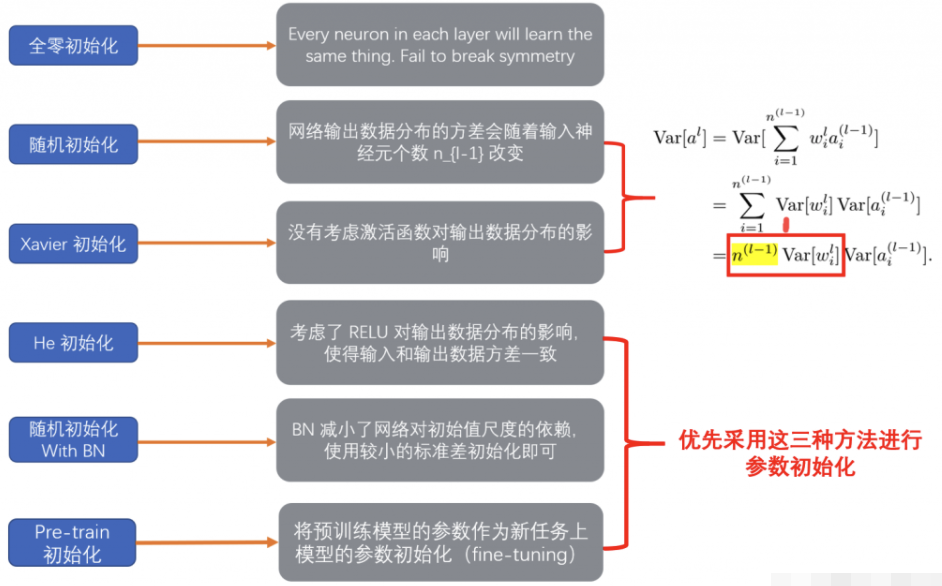 全零初始化
Every neuron in each layer will learn the
same thing. Fail to break symmetry
随机初始化
网络输出数据分布的方差会随着输入神
经元个数 n_{l-1} 改变
Xavier 初始化
没有考虑激活函数对输出数据分布的影
响
Var[a^l] = Var[∑_{i=1}^{n^{(l-1)}} w_i^l a_i^{(l-1)}]
= ∑_{i=1}^{n^{(l-1)}} Var[w_i^l] Var[a_i^{(l-1)}]
= n^{(l-1)} Var[w_i^l] Var[a_i^{(l-1)}].
He 初始化
考虑了 RELU 对输出数据分布的影响,
使得输入和输出数据方差一致
随机初始化
With BN
BN 减小了网络对初始值尺度的依赖,
使用较小的标准差初始化即可
Pre-train
初始化
将预训练模型的参数作为新任务上
模型的参数初始化（fine-tuning）
优先采用这三种方法进行
参数初始化